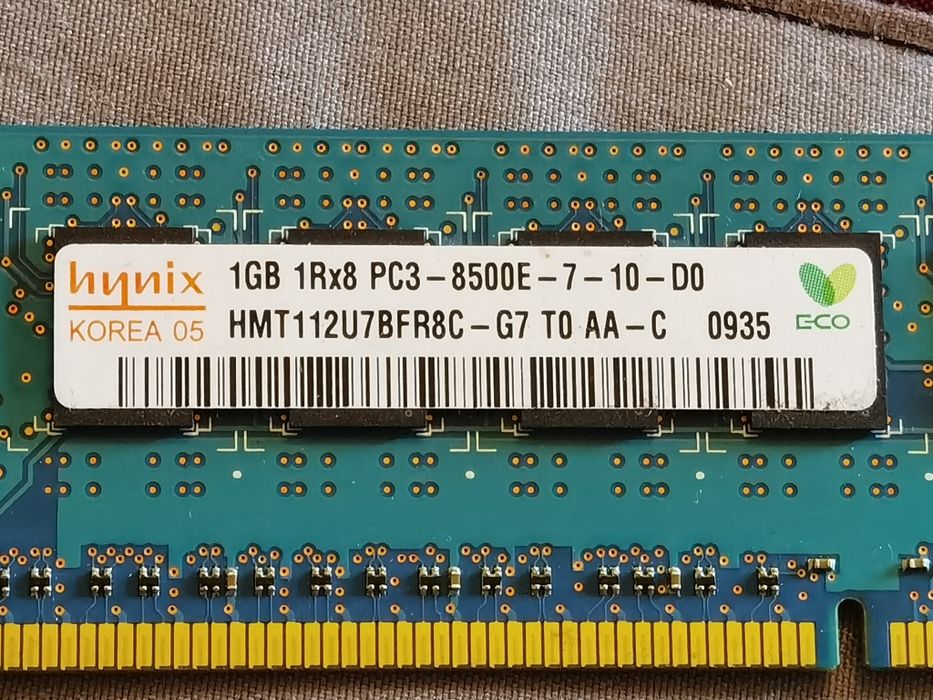 hynix
KOREA 05
1GB 1Rx8 PC3-8500E-7-10-D0
HMT112U7BFR8C-G7 T0 AA-C 0935
ECO